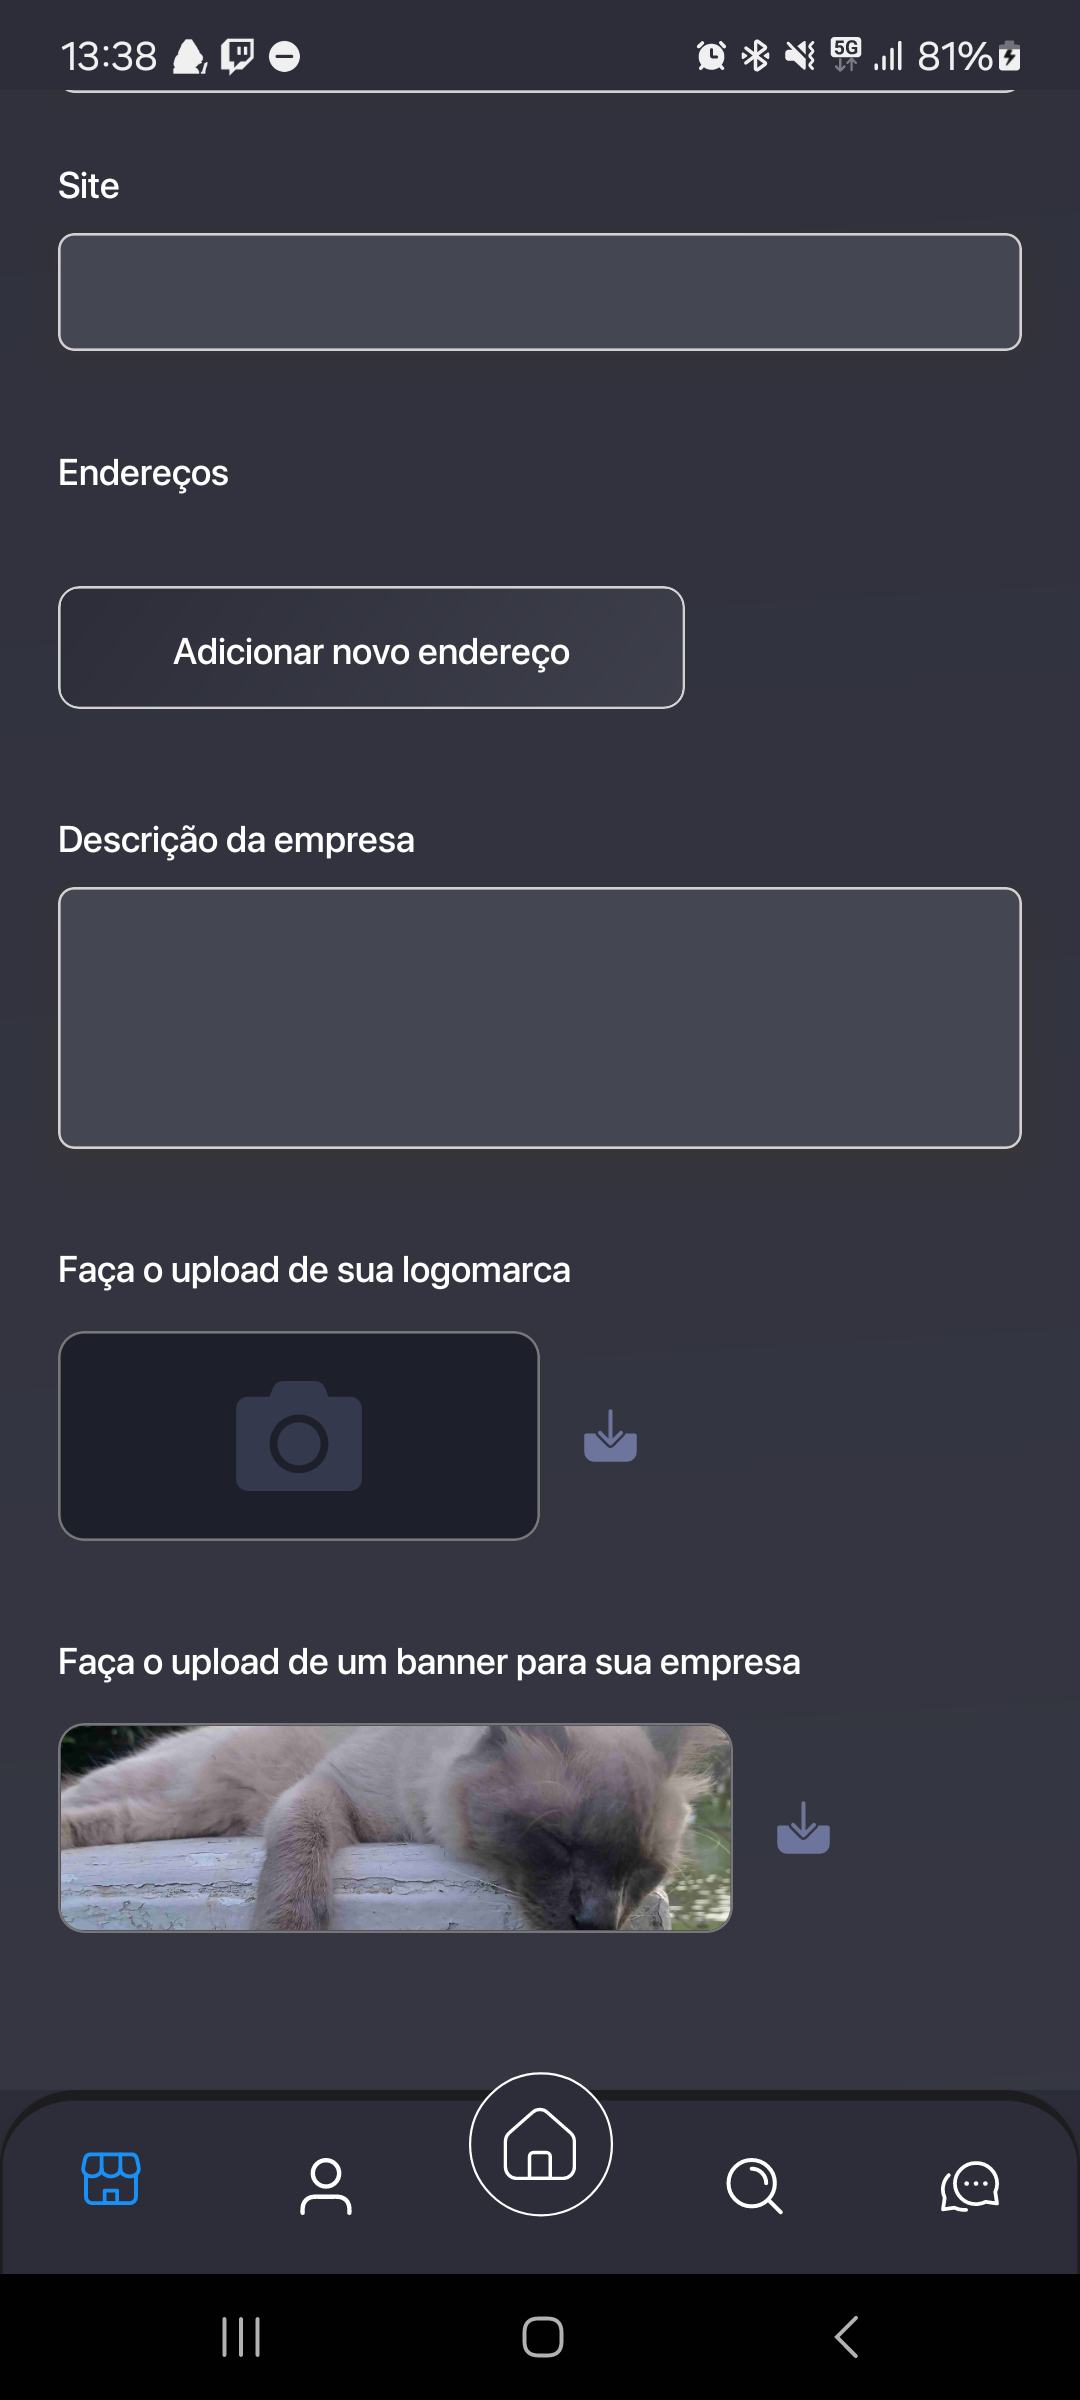 13:38
5G
81%
Site
Endereços
Adicionar novo endereço
Descrição da empresa
Faça o upload de sua logomarca
Faça o upload de um banner para sua empresa